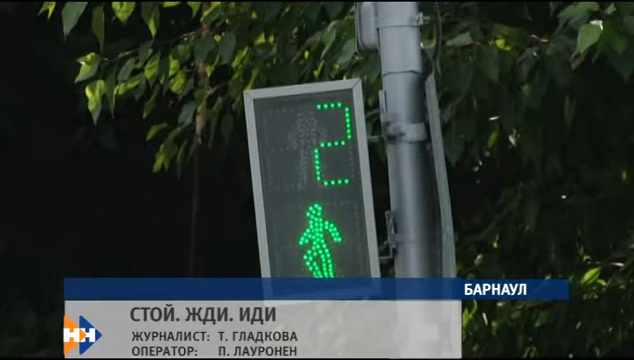 2
БАРНАУЛ
СТОЙ. ЖДИ. ИДИ
ЖУРНАЛИСТ: Т. ГЛАДКОВА
ОПЕРАТОР: П. ЛАУРОНЕН
НН